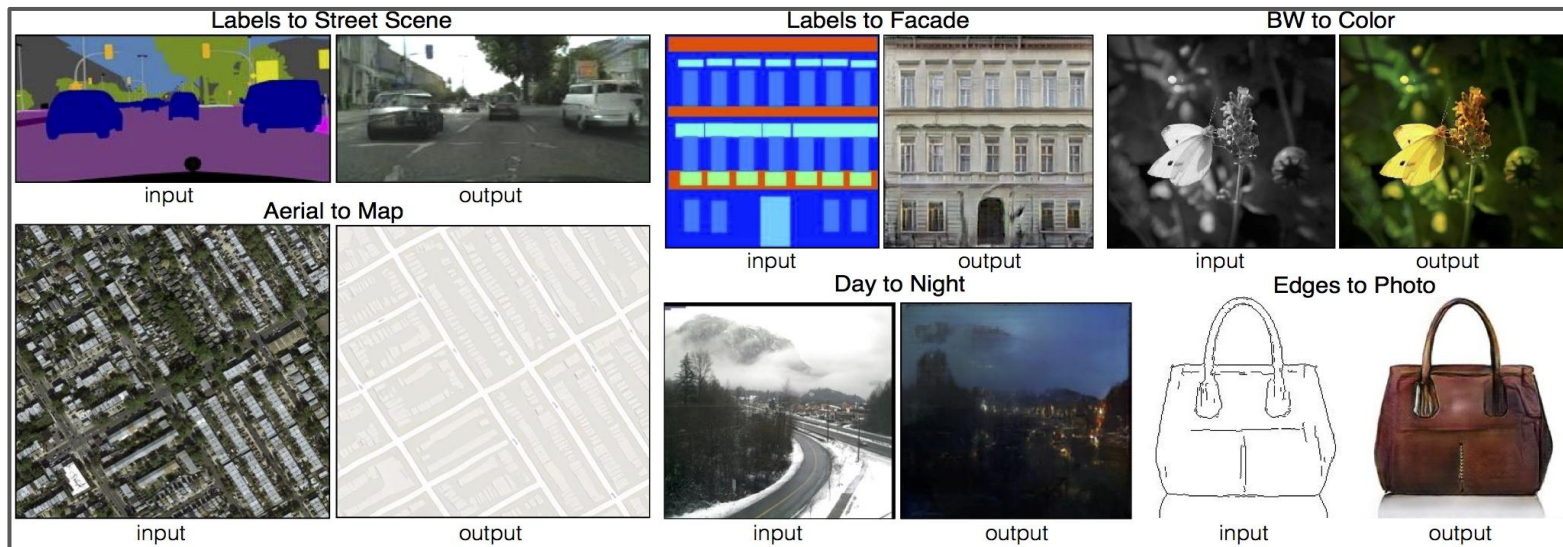 Labels to Street Scene
input
output
Aerial to Map
input
output
Labels to Facade
input
output
BW to Color
input
output
Day to Night
input
output
Edges to Photo
input
output